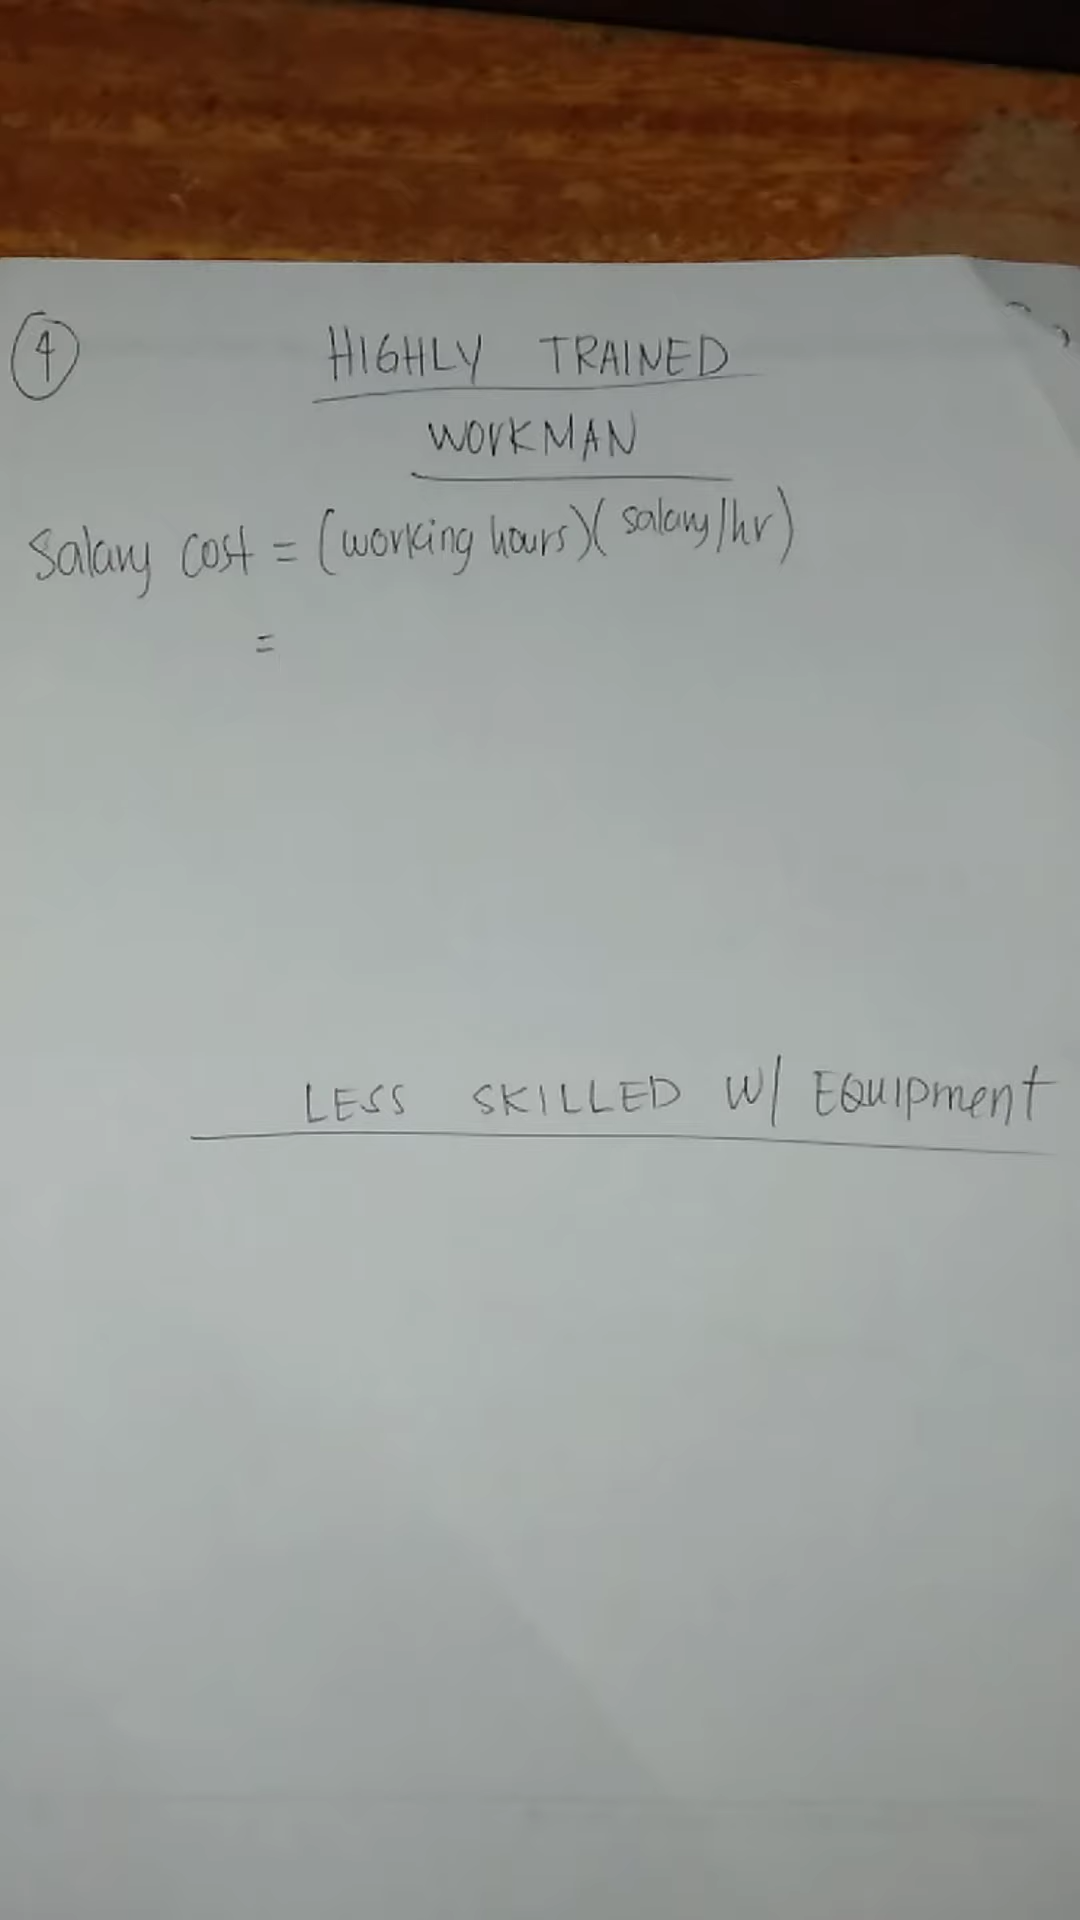 4
HIGHLY TRAINED
WORKMAN
Salary cost = (working hours)(salary/hr)
=
LESS SKILLED W/ EQUIPMENT